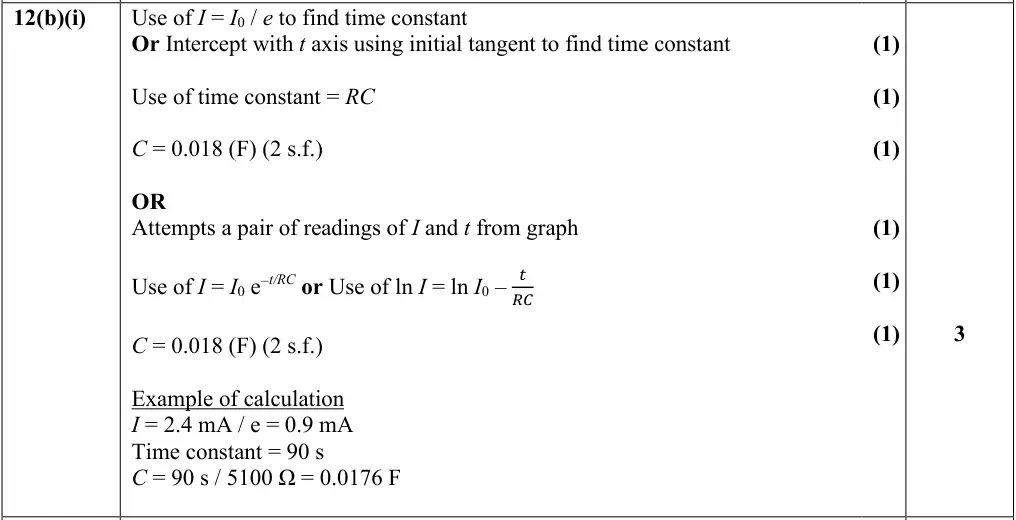 12(b)(i) Use of I = I₀ / e to find time constant
Or Intercept with t axis using initial tangent to find time constant (1)
Use of time constant = RC (1)
C = 0.018 (F) (2 s.f.) (1)
OR
Attempts a pair of readings of I and t from graph (1)
Use of I = I₀ e^–t/RC or Use of ln I = ln I₀ – t/RC (1)
C = 0.018 (F) (2 s.f.) (1) 3
Example of calculation
I = 2.4 mA / e = 0.9 mA
Time constant = 90 s
C = 90 s / 5100 Ω = 0.0176 F